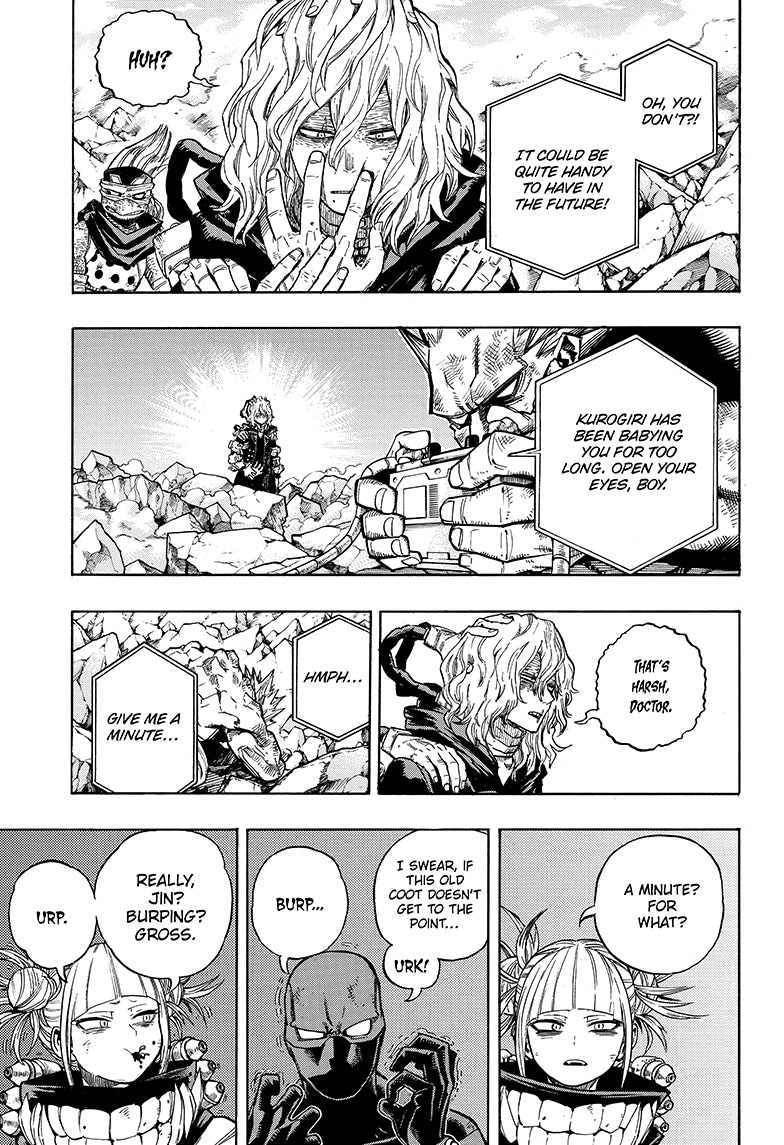 OH, YOU
DON'T?!
IT COULD BE
QUITE HANDY
TO HAVE IN
THE FUTURE!
HUH?
KUROGIRI HAS
BEEN BABYING
YOU FOR TOO
LONG. OPEN YOUR
EYES, BOY.
THAT'S
HARSH,
DOCTOR.
HMPH...
GIVE ME A
MINUTE...
A MINUTE?
FOR
WHAT?
I SWEAR, IF
THIS OLD
COOT DOESN'T
GET TO THE
POINT...
URK!
BURP...
REALLY,
JIN?
BURPING?
GROSS.
URP.